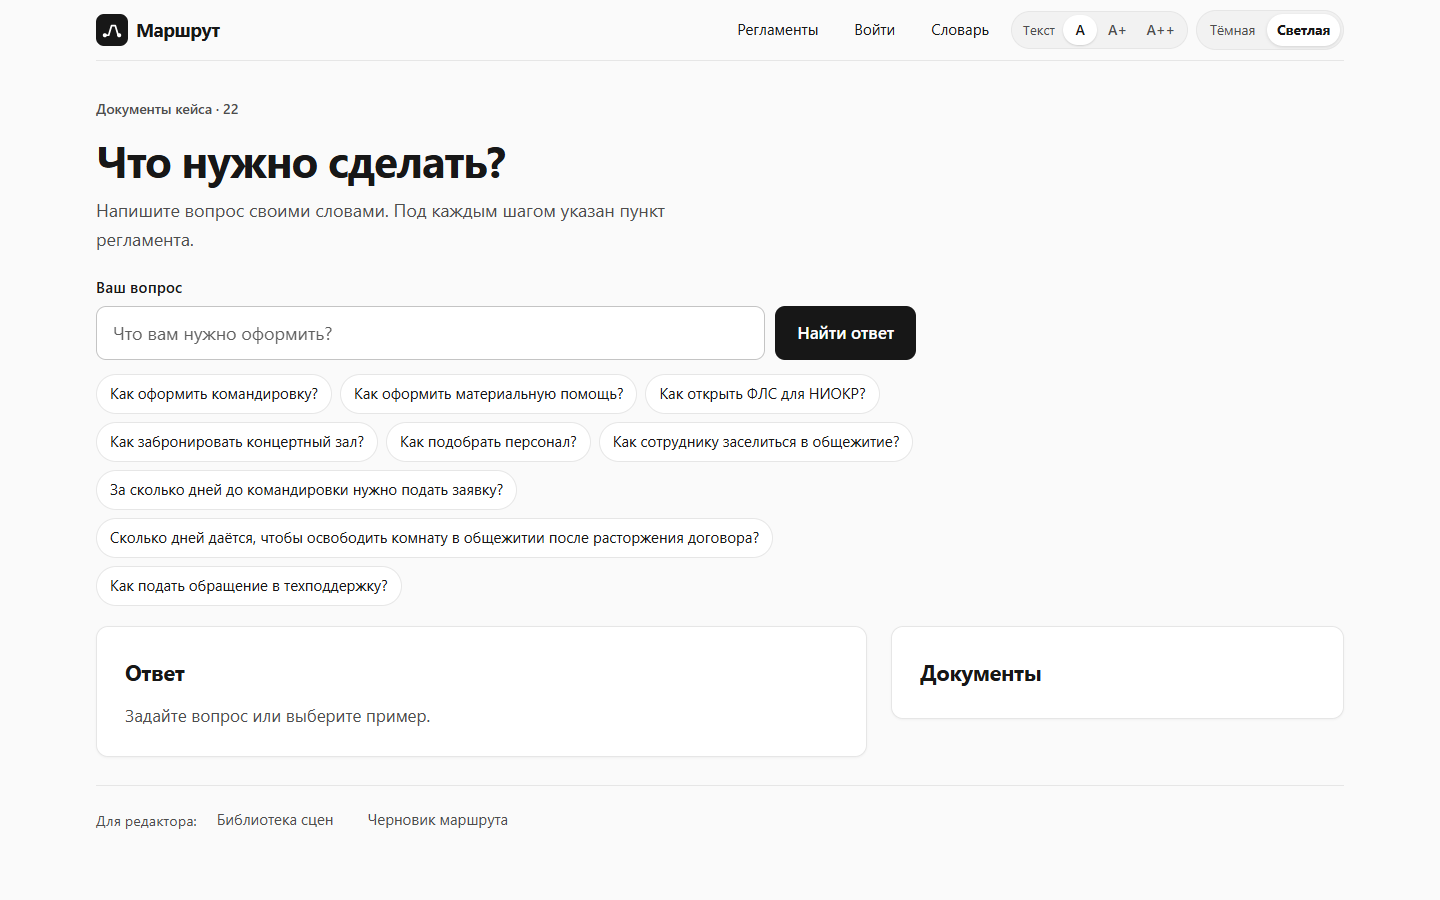 Маршрут
Регламенты
Войти
Словарь
Текст
A
A+
A++
Тёмная
Светлая
Документы кейса · 22
Что нужно сделать?
Напишите вопрос своими словами. Под каждым шагом указан пункт
регламента.
Ваш вопрос
Что вам нужно оформить?
Найти ответ
Как оформить командировку?
Как оформить материальную помощь?
Как открыть ФЛС для НИОКР?
Как забронировать концертный зал?
Как подобрать персонал?
Как сотруднику заселиться в общежитие?
За сколько дней до командировки нужно подать заявку?
Сколько дней даётся, чтобы освободить комнату в общежитии после расторжения договора?
Как подать обращение в техподдержку?
Ответ
Задайте вопрос или выберите пример.
Документы
Для редактора:
Библиотека сцен
Черновик маршрута